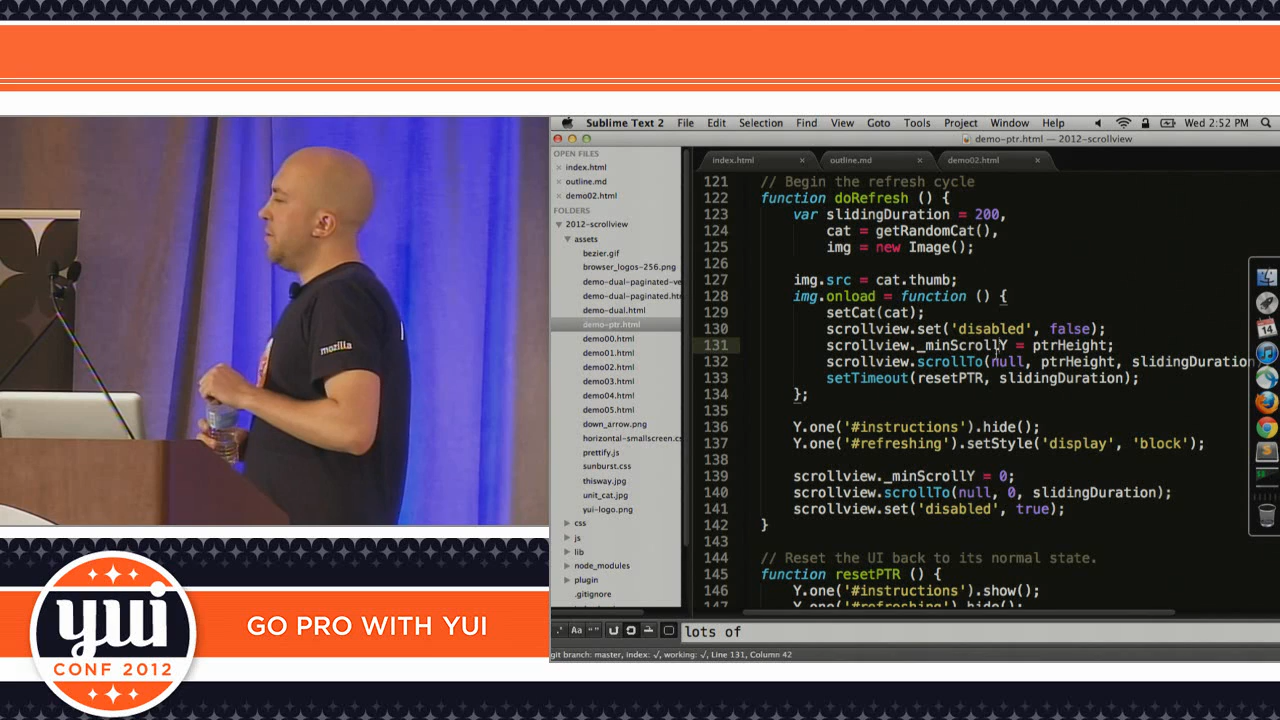 mozilla
yui
CONF 2012
GO PRO WITH YUI
Sublime Text 2 File Edit Selection Find View Goto Tools Project Window Help Wed 2:52 PM
demo-ptr.html — 2012-scrollview
OPEN FILES
index.html
outline.md
demo02.html
FOLDERS
2012-scrollview
assets
bezier.gif
browser_logos-256.png
demo-dual-paginated-ve
demo-dual-paginated.htm
demo-dual.html
demo-ptr.html
demo00.html
demo01.html
demo02.html
demo03.html
demo04.html
demo05.html
down_arrow.png
horizontal-smallscreen.cs
prettify.js
sunburst.css
thisway.jpg
unit_cat.jpg
yui-logo.png
css
js
lib
node_modules
plugin
.gitignore
index.html outline.md demo02.html
121 // Begin the refresh cycle
122 function doRefresh () {
123 var slidingDuration = 200,
124 cat = getRandomCat(),
125 img = new Image();
126
127 img.src = cat.thumb;
128 img.onload = function () {
129 setCat(cat);
130 scrollview.set('disabled', false);
131 scrollview._minScrollY = ptrHeight;
132 scrollview.scrollTo(null, ptrHeight, slidingDuration
133 setTimeout(resetPTR, slidingDuration);
134 };
135
136 Y.one('#instructions').hide();
137 Y.one('#refreshing').setStyle('display', 'block');
138
139 scrollview._minScrollY = 0;
140 scrollview.scrollTo(null, 0, slidingDuration);
141 scrollview.set('disabled', true);
142 }
143
144 // Reset the UI back to its normal state.
145 function resetPTR () {
146 Y.one('#instructions').show();
147 Y.one('#refreshing').hide();
14
.* Aa “”
lots of
git branch: master, index: √, working: √, Line 131, Column 42